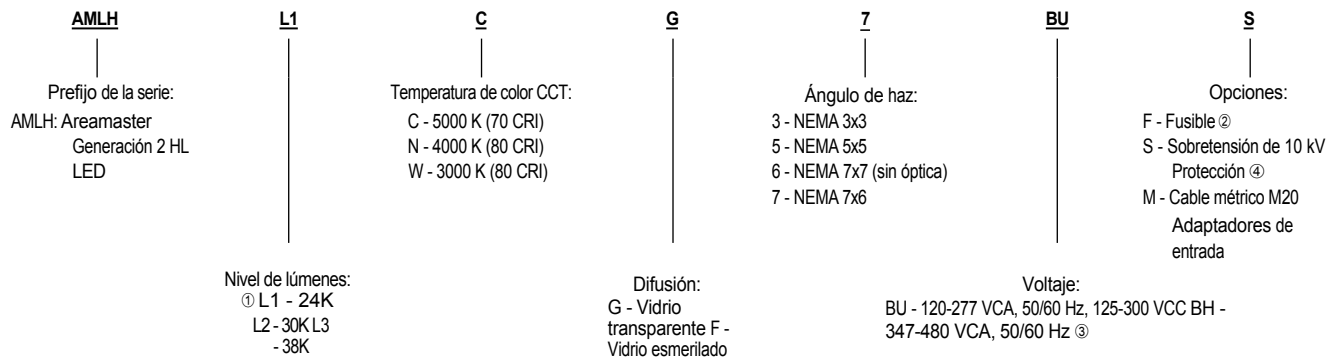 AMLH L1 C G 7 BU S
Prefijo de la serie:
AMLH: Areamaster
Generación 2 HL
LED
Temperatura de color CCT:
C - 5000 K (70 CRI)
N - 4000 K (80 CRI)
W - 3000 K (80 CRI)
Ángulo de haz:
3 - NEMA 3x3
5 - NEMA 5x5
6 - NEMA 7x7 (sin óptica)
7 - NEMA 7x6
Opciones:
F - Fusible ②
S - Sobretensión de 10 kV
Protección ④
M - Cable métrico M20
Adaptadores de
entrada
Nivel de lúmenes:
① L1 - 24K
L2 - 30K L3
- 38K
Difusión:
G - Vidrio
transparente F -
Vidrio esmerilado
Voltaje:
BU - 120-277 VCA, 50/60 Hz, 125-300 VCC BH -
347-480 VCA, 50/60 Hz ③